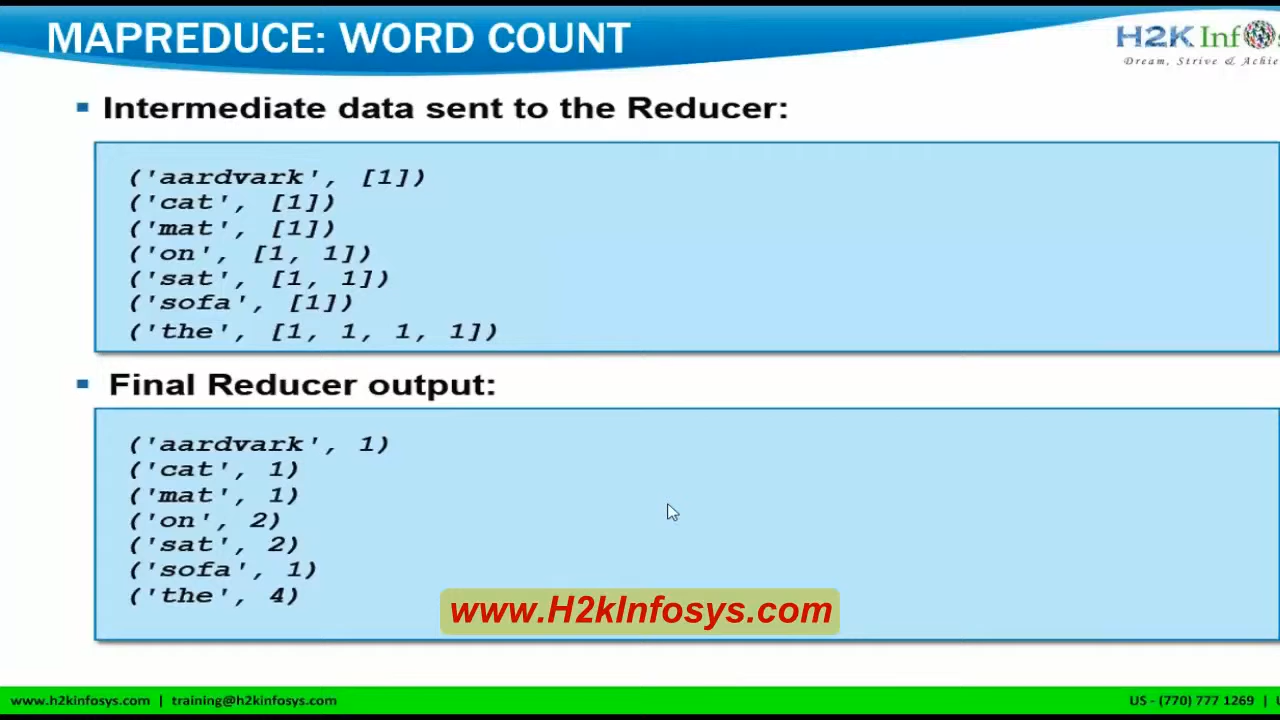 MAPREDUCE: WORD COUNT
H2K Inf
Dream, Strive & Achie
Intermediate data sent to the Reducer:
('aardvark', [1])
('cat', [1])
('mat', [1])
('on', [1, 1])
('sat', [1, 1])
('sofa', [1])
('the', [1, 1, 1, 1])
Final Reducer output:
('aardvark', 1)
('cat', 1)
('mat', 1)
('on', 2)
('sat', 2)
('sofa', 1)
('the', 4)
www.H2kInfosys.com
www.h2kinfosys.com | training@h2kinfosys.com
US - (770) 777 1269 |